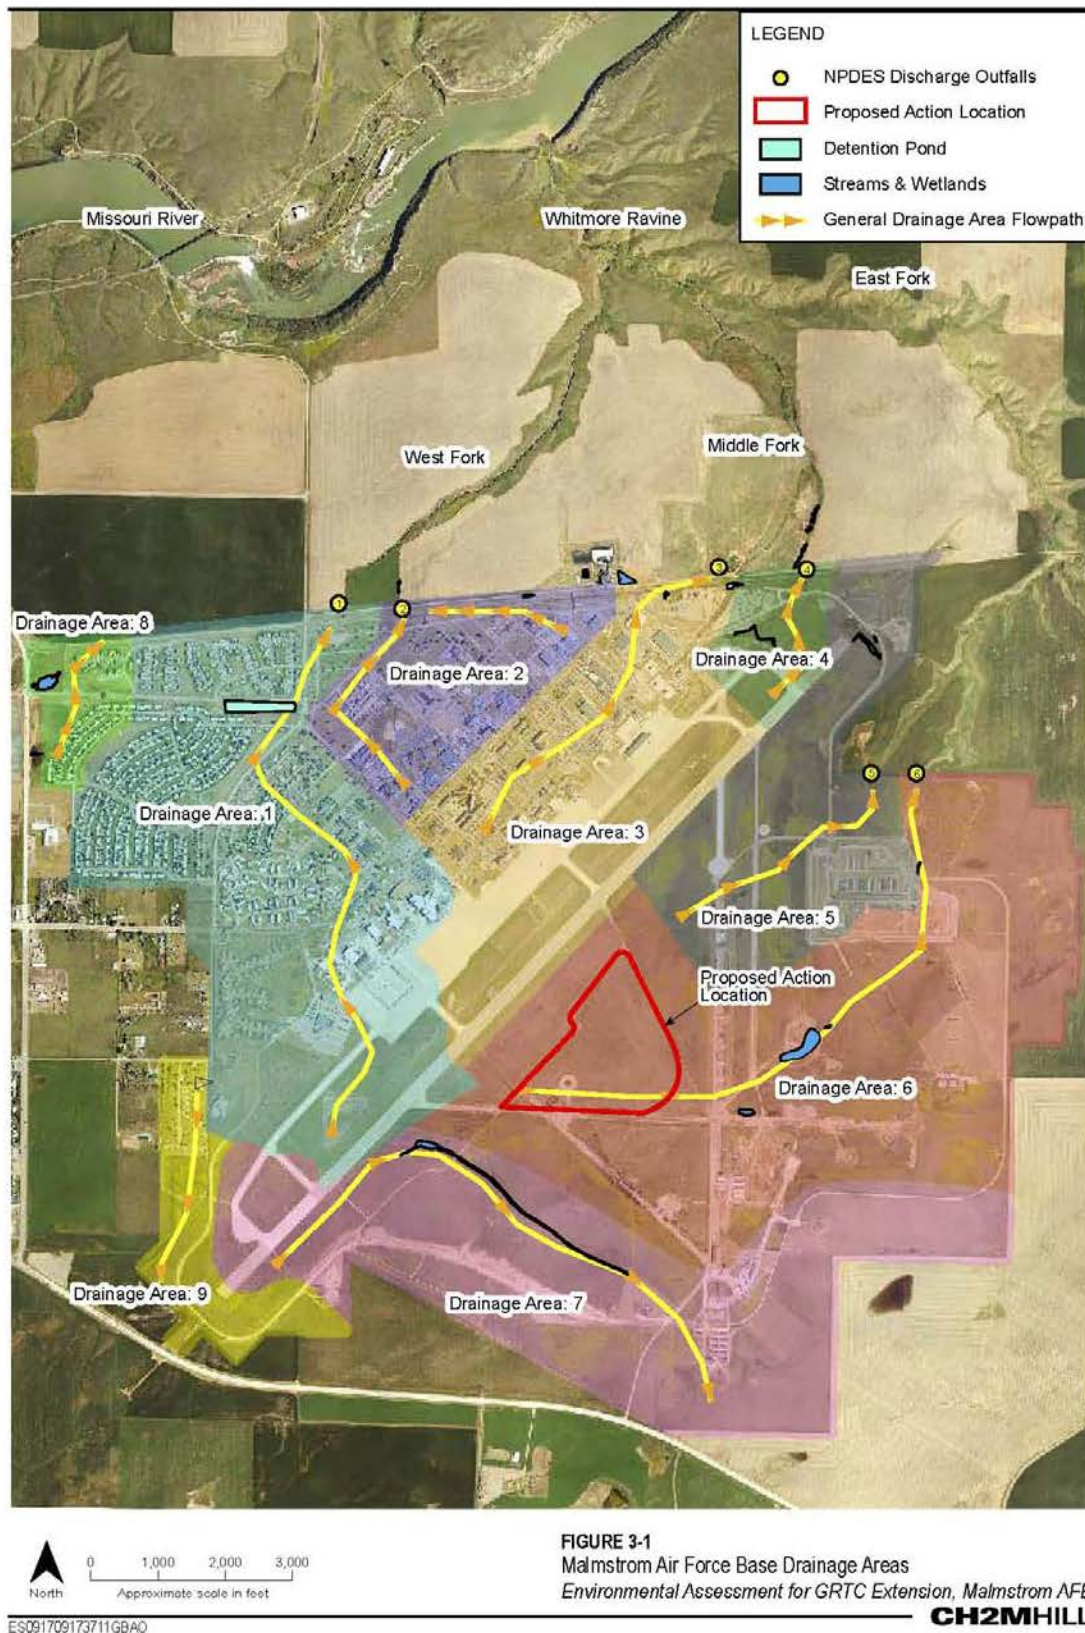 LEGEND
NPDES Discharge Outfalls
Proposed Action Location
Detention Pond
Streams & Wetlands
General Drainage Area Flowpath
Missouri River
Whitmore Ravine
East Fork
West Fork
Middle Fork
3
4
1
2
Drainage Area: 8
Drainage Area: 4
Drainage Area: 2
5
6
Drainage Area: 1
Drainage Area: 3
Drainage Area: 5
Proposed Action
Location
Drainage Area: 6
Drainage Area: 9
Drainage Area: 7
North
0 1,000 2,000 3,000
Approximate scale in feet
FIGURE 3-1
Malmstrom Air Force Base Drainage Areas
Environmental Assessment for GRTC Extension, Malmstrom AFB
ES091709173711GBAO
CH2MHILL